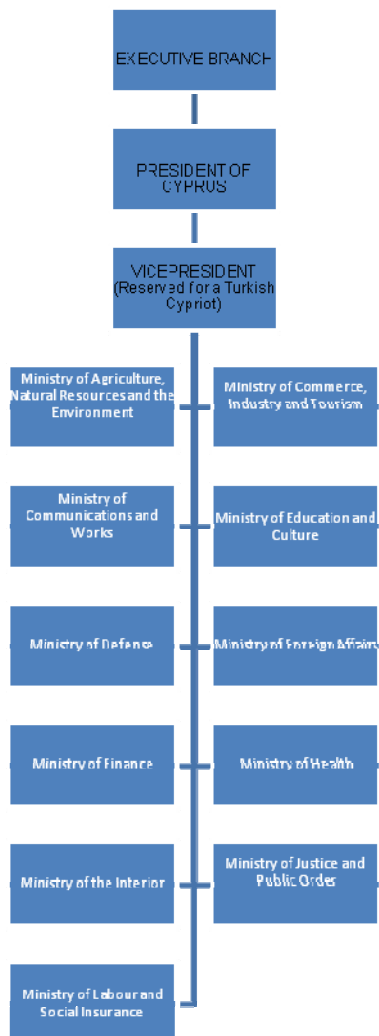 EXECUTIVE BRANCH
PRESIDENT OF
CYPRUS
VICEPRESIDENT
(Reserved for a Turkish
Cypriot)
Ministry of Agriculture,
Natural Resources and the
Environment
Ministry of Commerce,
Industry and Tourism
Ministry of
Communications and
Works
Ministry of Education and
Culture
Ministry of Defense
Ministry of Foreign Affairs
Ministry of Finance
Ministry of Health
Ministry of the Interior
Ministry of Justice and
Public Order
Ministry of Labour and
Social Insurance